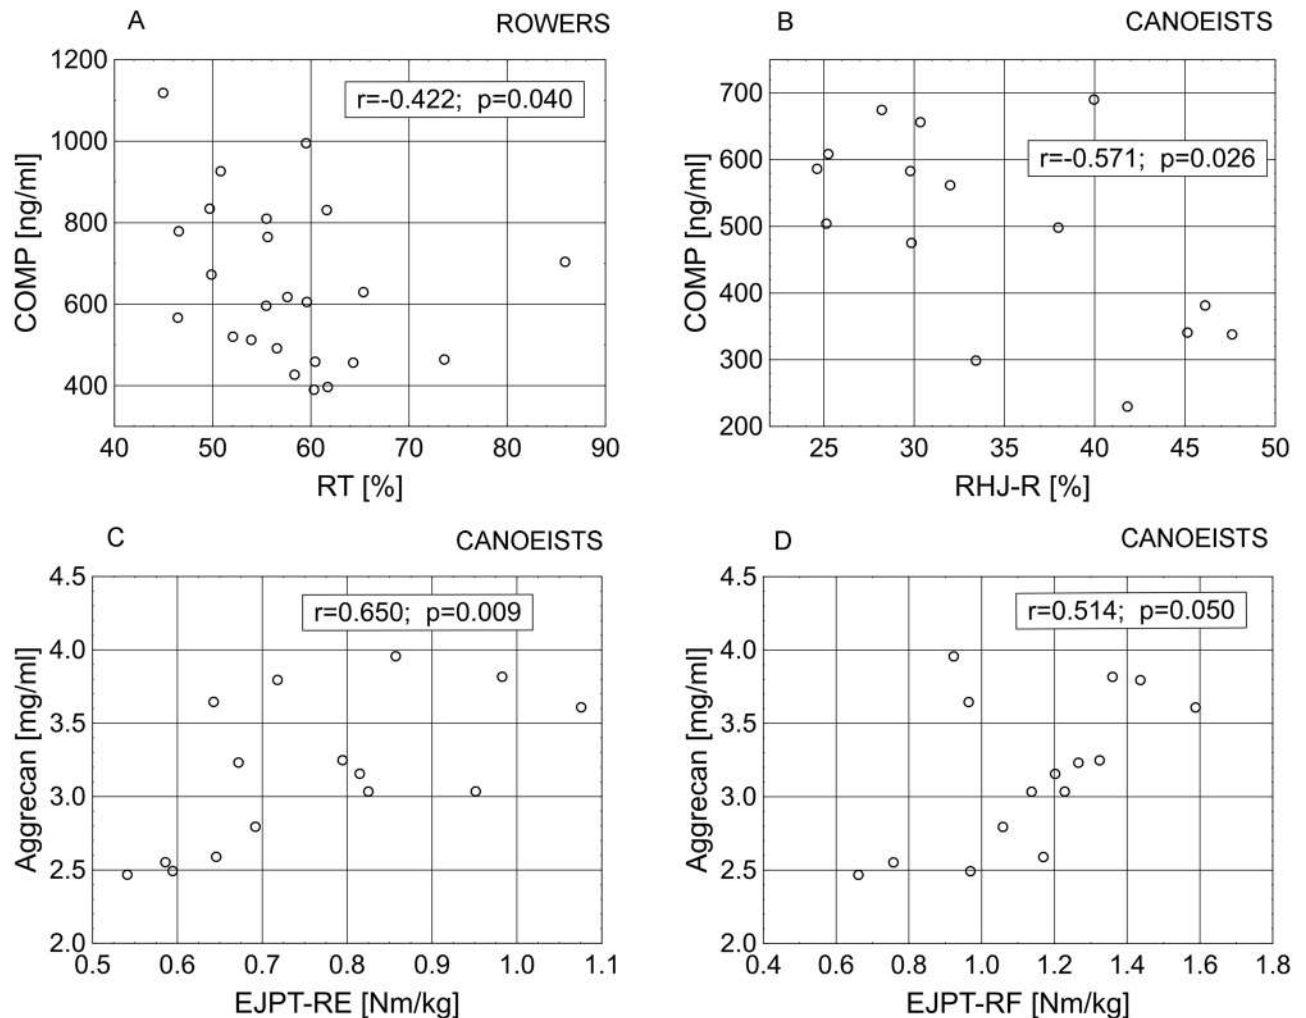 A ROWERS
r=-0.422; p=0.040
COMP [ng/ml]
1200
1000
800
600
400
40 50 60 70 80 90
RT [%]
B CANOEISTS
r=-0.571; p=0.026
COMP [ng/ml]
700
600
500
400
300
200
25 30 35 40 45 50
RHJ-R [%]
C CANOEISTS
r=0.650; p=0.009
Aggrecan [mg/ml]
4.5
4.0
3.5
3.0
2.5
2.0
0.5 0.6 0.7 0.8 0.9 1.0 1.1
EJPT-RE [Nm/kg]
D CANOEISTS
r=0.514; p=0.050
Aggrecan [mg/ml]
4.5
4.0
3.5
3.0
2.5
2.0
0.4 0.6 0.8 1.0 1.2 1.4 1.6 1.8
EJPT-RF [Nm/kg]